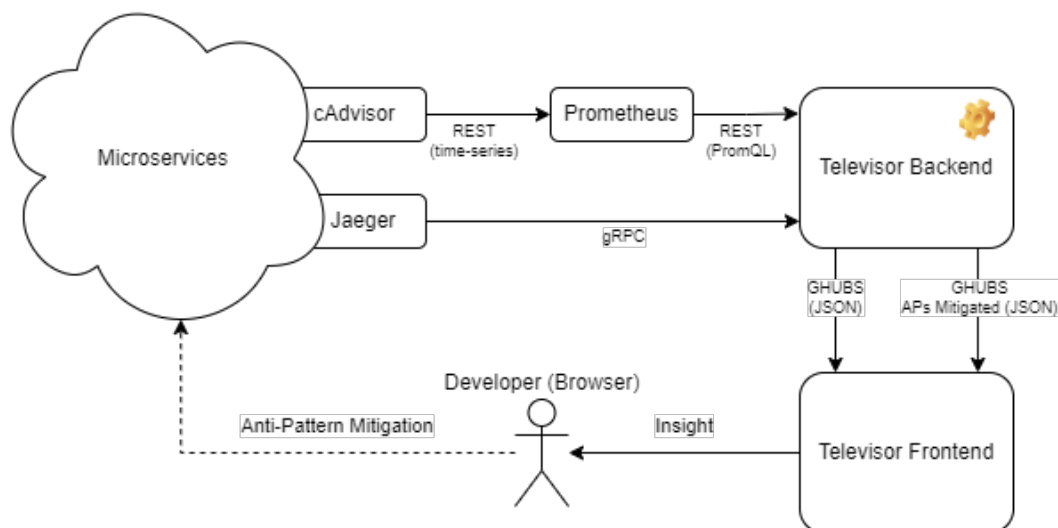 cAdvisor
Prometheus
REST
(time-series)
REST
(PromQL)
Microservices
Televisor Backend
Jaeger
gRPC
GHUBS
(JSON)
GHUBS
APs Mitigated (JSON)
Developer (Browser)
Anti-Pattern Mitigation
Insight
Televisor Frontend